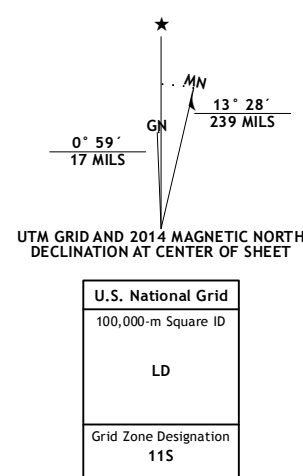 MN
13° 28´
239 MILS
GN
0° 59´
17 MILS
UTM GRID AND 2014 MAGNETIC NORTH
DECLINATION AT CENTER OF SHEET
U.S. National Grid
100,000-m Square ID
LD
Grid Zone Designation
11S